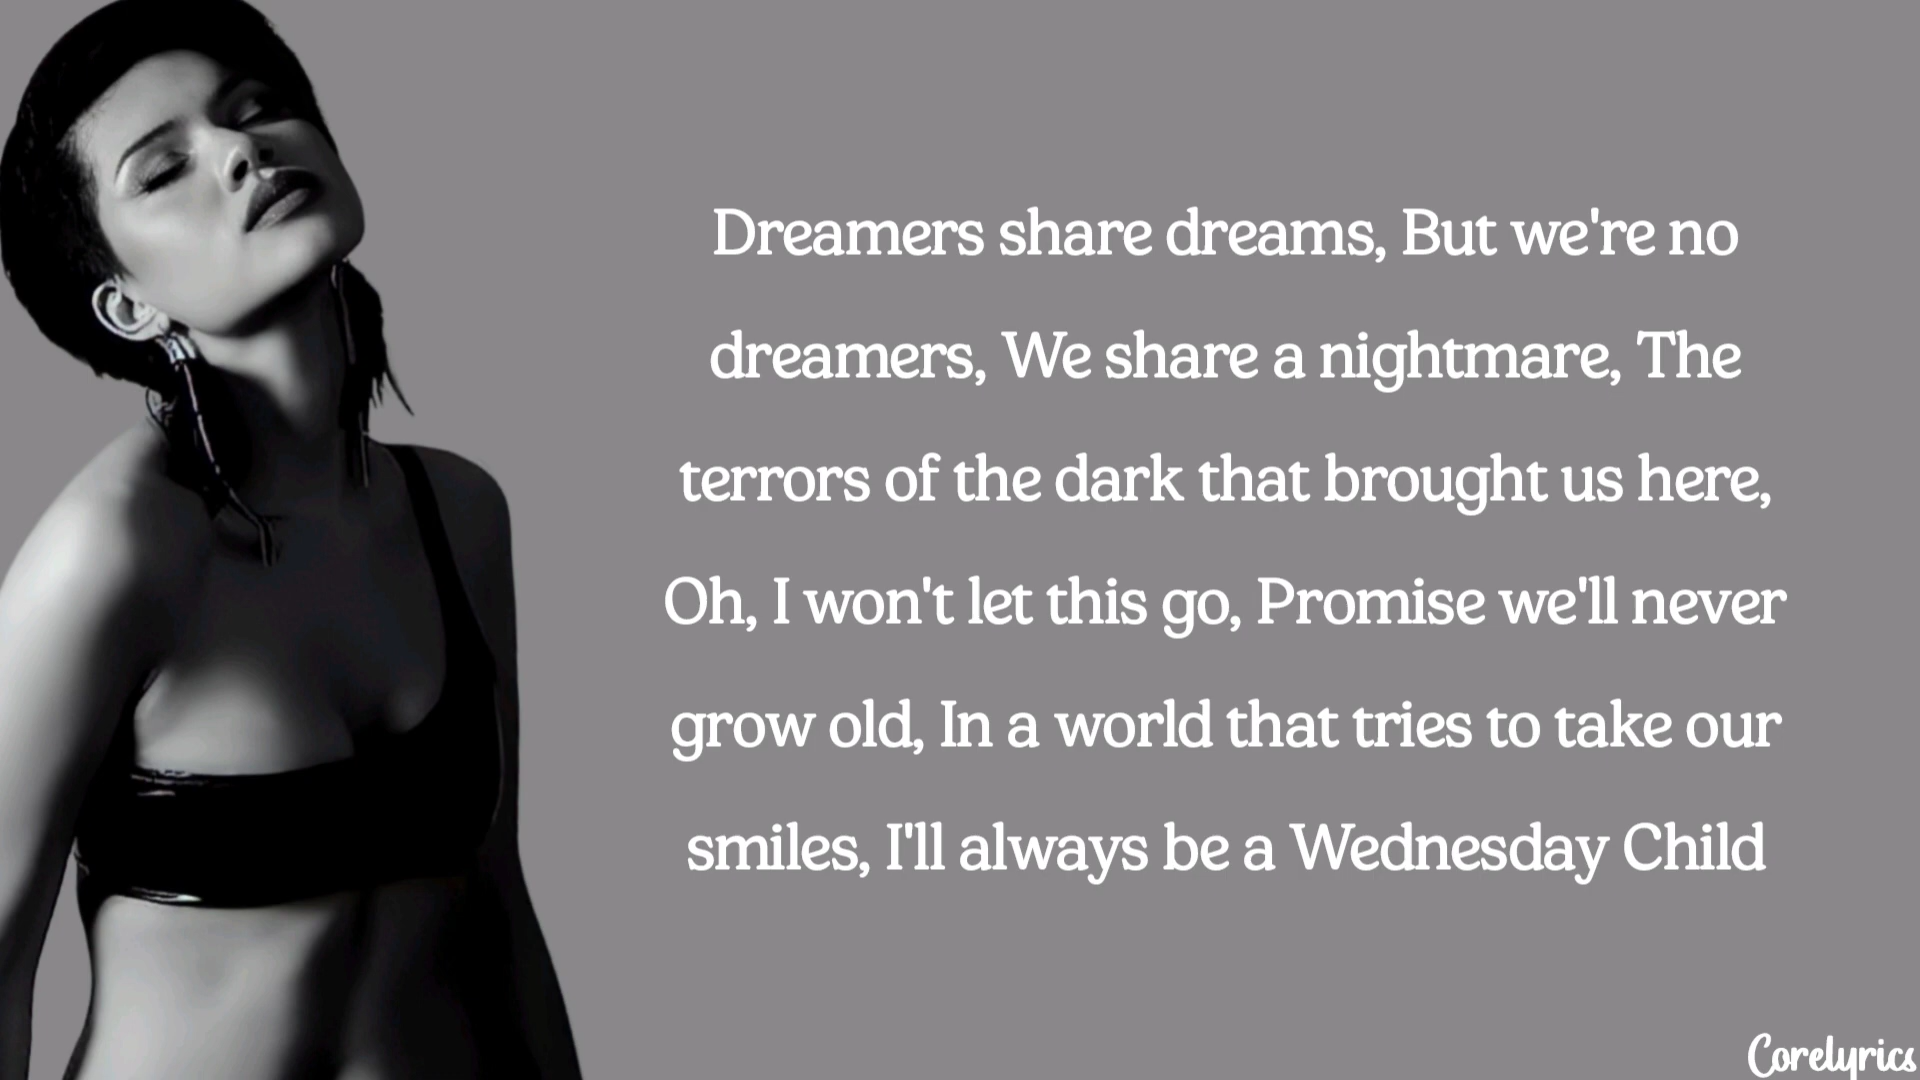 Dreamers share dreams, But we're no
dreamers, We share a nightmare, The
terrors of the dark that brought us here,
Oh, I won't let this go, Promise we'll never
grow old, In a world that tries to take our
smiles, I'll always be a Wednesday Child
Corelyrics